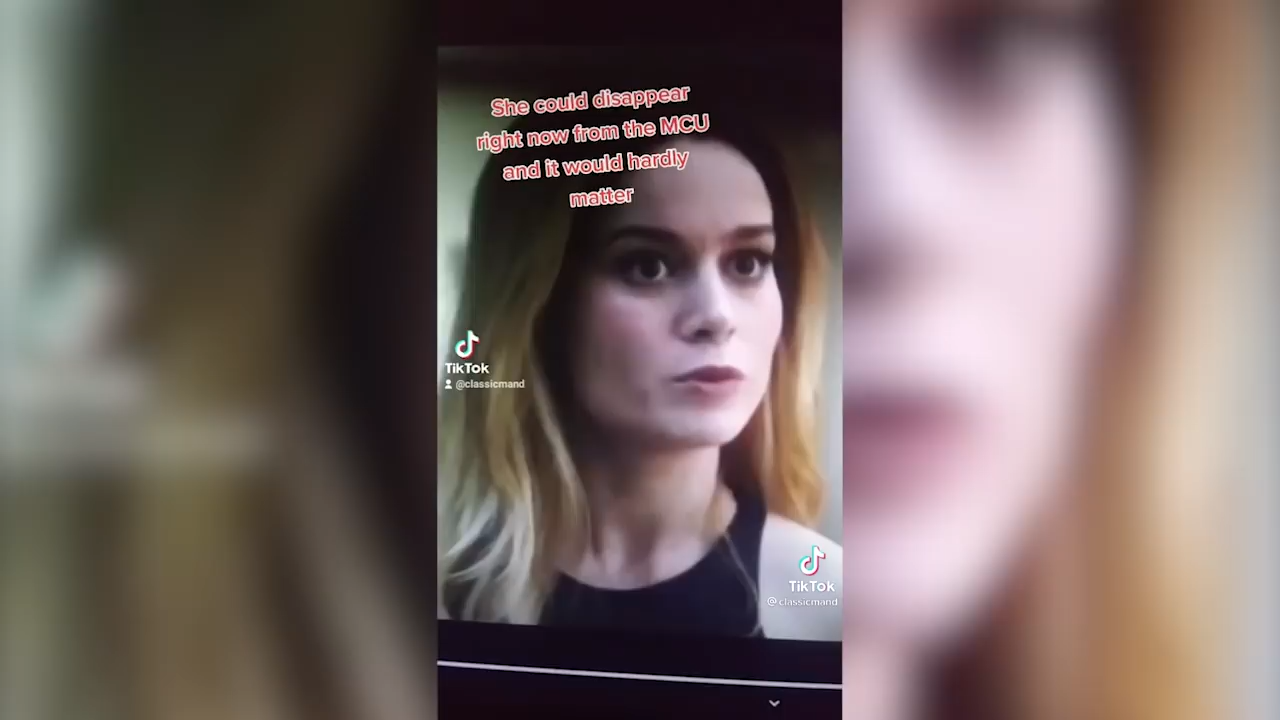 She could disappear
right now from the MCU
and it would hardly
matter
TikTok
@classicmand
TikTok
@classicmand